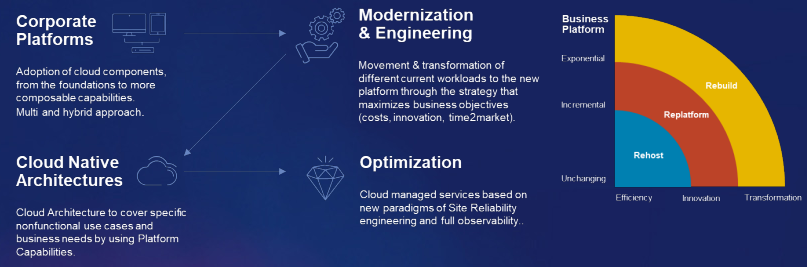 Corporate
Platforms
Adoption of cloud components,
from the foundations to more
composable capabilities.
Multi and hybrid approach.
Modernization
& Engineering
Movement & transformation of
different current workloads to the new
platform through the strategy that
maximizes business objectives
(costs, innovation, time2market).
Cloud Native
Architectures
Cloud Architecture to cover specific
nonfunctional use cases and
business needs by using Platform
Capabilities.
Optimization
Cloud managed services based on
new paradigms of Site Reliability
engineering and full observability..
Business
Platform
Exponential
Incremental
Unchanging
Rebuild
Replatform
Rehost
Efficiency
Innovation
Transformation